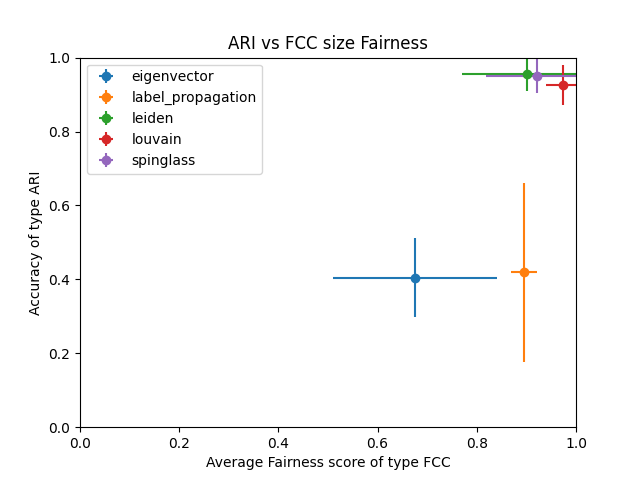 ARI vs FCC size Fairness
Accuracy of type ARI
1.0
0.8
0.6
0.4
0.2
0.0
eigenvector
label_propagation
leiden
louvain
spinglass
0.0 0.2 0.4 0.6 0.8 1.0
Average Fairness score of type FCC